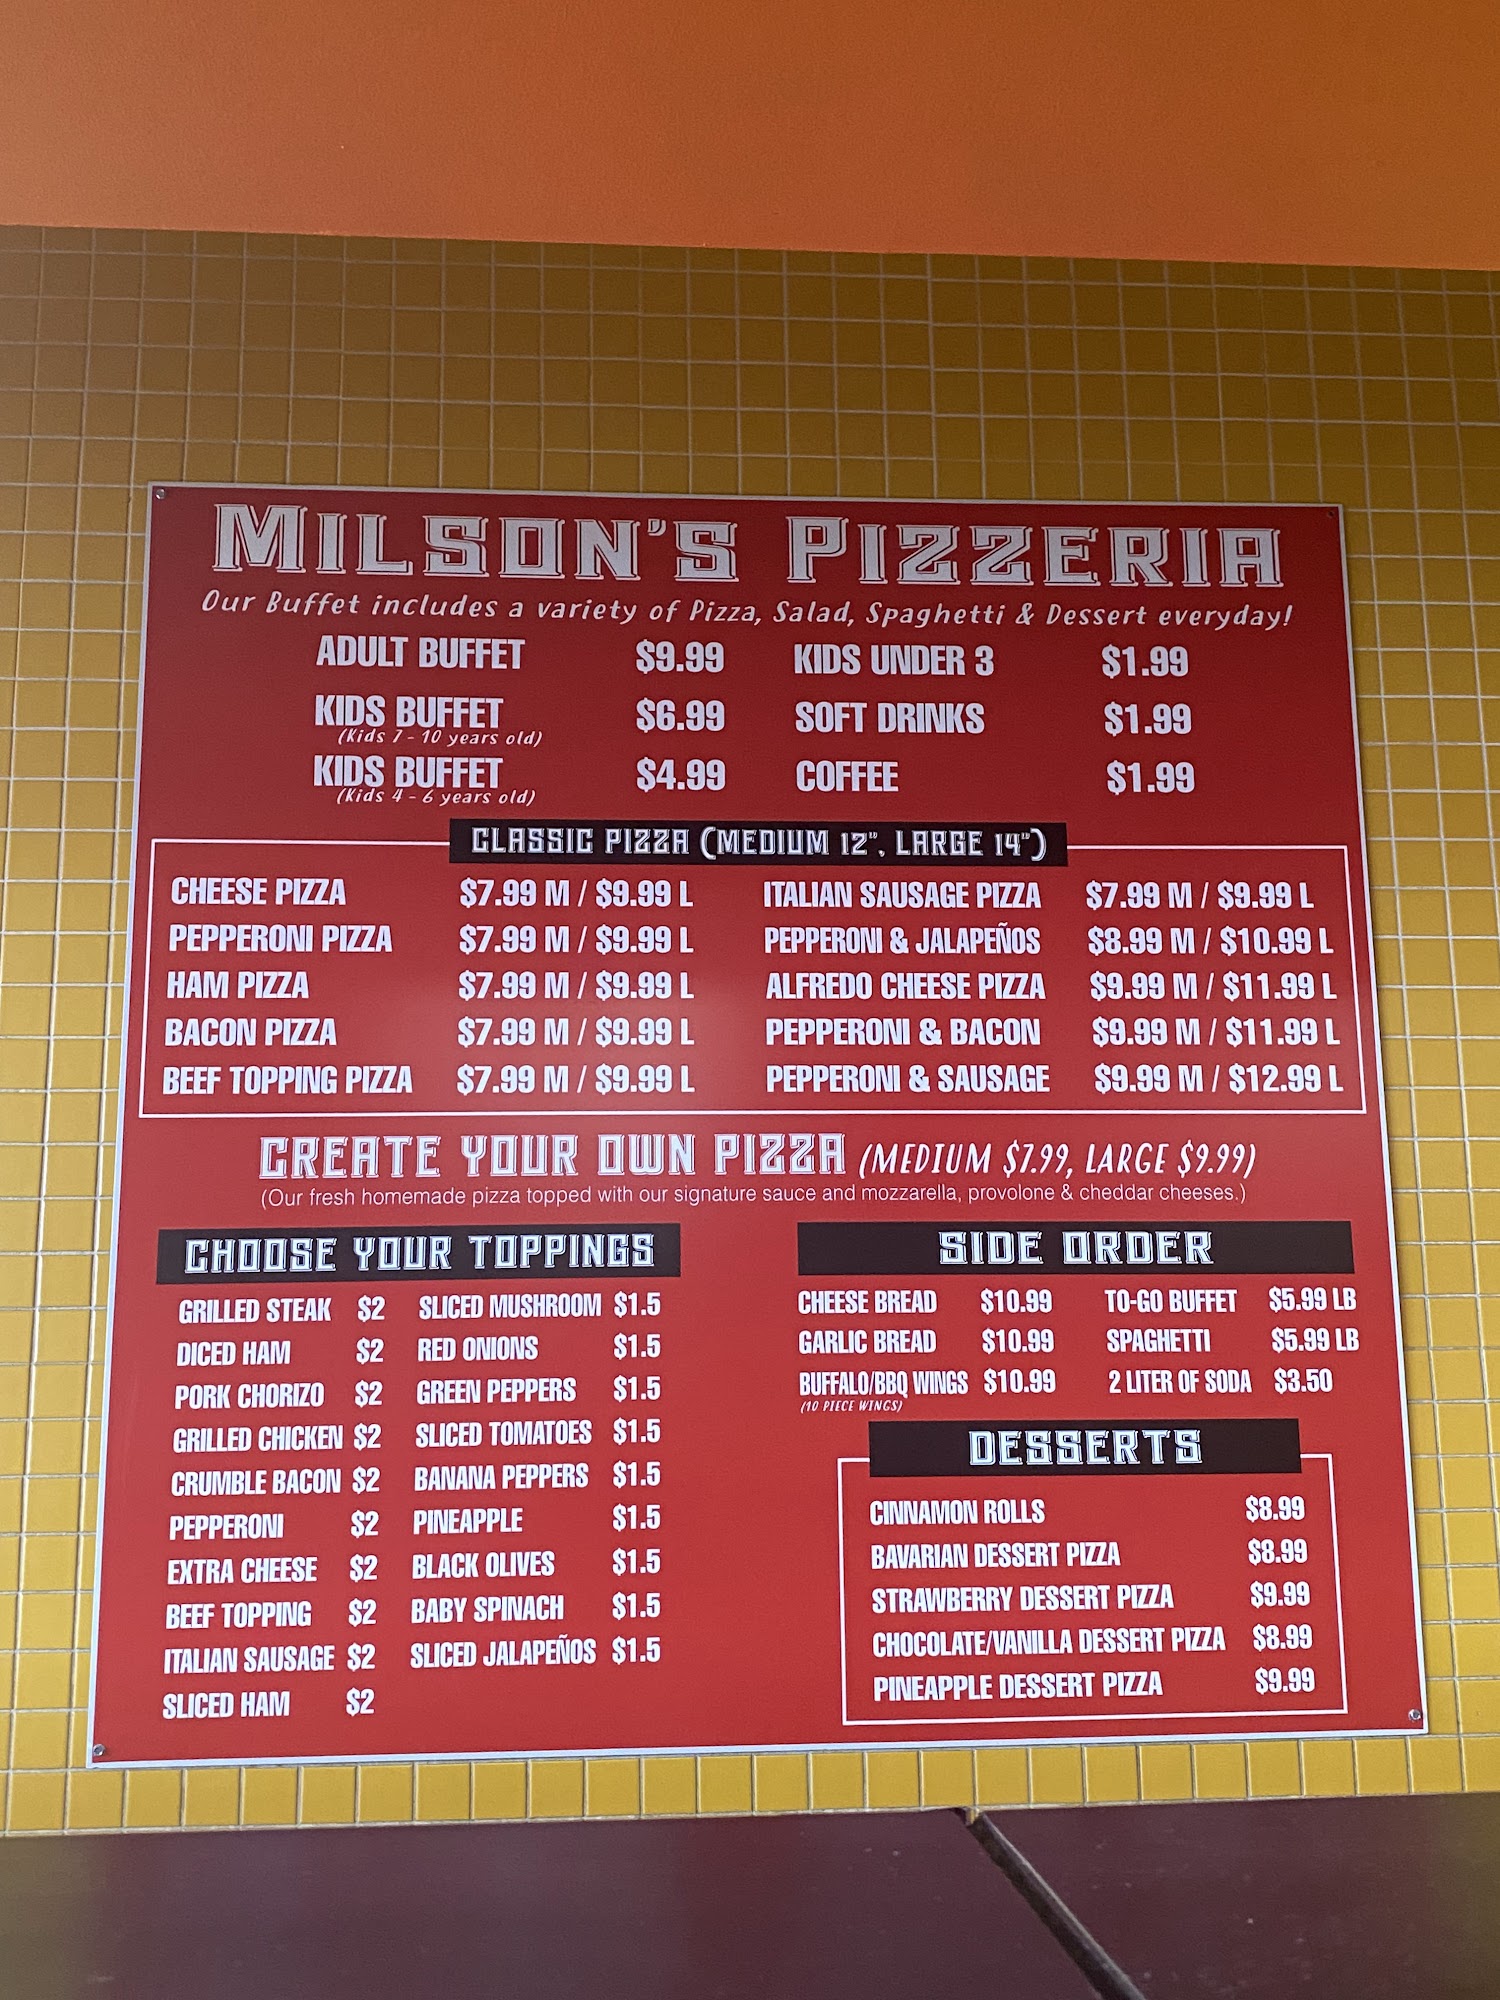 MILSON'S PIZZERIA
Our Buffet includes a variety of Pizza, Salad, Spaghetti & Dessert everyday!
ADULT BUFFET $9.99 KIDS UNDER 3 $1.99
KIDS BUFFET $6.99 SOFT DRINKS $1.99
(Kids 7 - 10 years old)
KIDS BUFFET $4.99 COFFEE $1.99
(Kids 4 - 6 years old)
CLASSIC PIZZA (MEDIUM 12", LARGE 14")
CHEESE PIZZA $7.99 M / $9.99 L ITALIAN SAUSAGE PIZZA $7.99 M / $9.99 L
PEPPERONI PIZZA $7.99 M / $9.99 L PEPPERONI & JALAPEÑOS $8.99 M / $10.99 L
HAM PIZZA $7.99 M / $9.99 L ALFREDO CHEESE PIZZA $9.99 M / $11.99 L
BACON PIZZA $7.99 M / $9.99 L PEPPERONI & BACON $9.99 M / $11.99 L
BEEF TOPPING PIZZA $7.99 M / $9.99 L PEPPERONI & SAUSAGE $9.99 M / $12.99 L
CREATE YOUR OWN PIZZA (MEDIUM $7.99, LARGE $9.99)
(Our fresh homemade pizza topped with our signature sauce and mozzarella, provolone & cheddar cheeses.)
CHOOSE YOUR TOPPINGS
GRILLED STEAK $2 SLICED MUSHROOM $1.5
DICED HAM $2 RED ONIONS $1.5
PORK CHORIZO $2 GREEN PEPPERS $1.5
GRILLED CHICKEN $2 SLICED TOMATOES $1.5
CRUMBLE BACON $2 BANANA PEPPERS $1.5
PEPPERONI $2 PINEAPPLE $1.5
EXTRA CHEESE $2 BLACK OLIVES $1.5
BEEF TOPPING $2 BABY SPINACH $1.5
ITALIAN SAUSAGE $2 SLICED JALAPEÑOS $1.5
SLICED HAM $2
SIDE ORDER
CHEESE BREAD $10.99 TO-GO BUFFET $5.99 LB
GARLIC BREAD $10.99 SPAGHETTI $5.99 LB
BUFFALO/BBQ WINGS $10.99 2 LITER OF SODA $3.50
(10 PIECE WINGS)
DESSERTS
CINNAMON ROLLS $8.99
BAVARIAN DESSERT PIZZA $8.99
STRAWBERRY DESSERT PIZZA $9.99
CHOCOLATE/VANILLA DESSERT PIZZA $8.99
PINEAPPLE DESSERT PIZZA $9.99